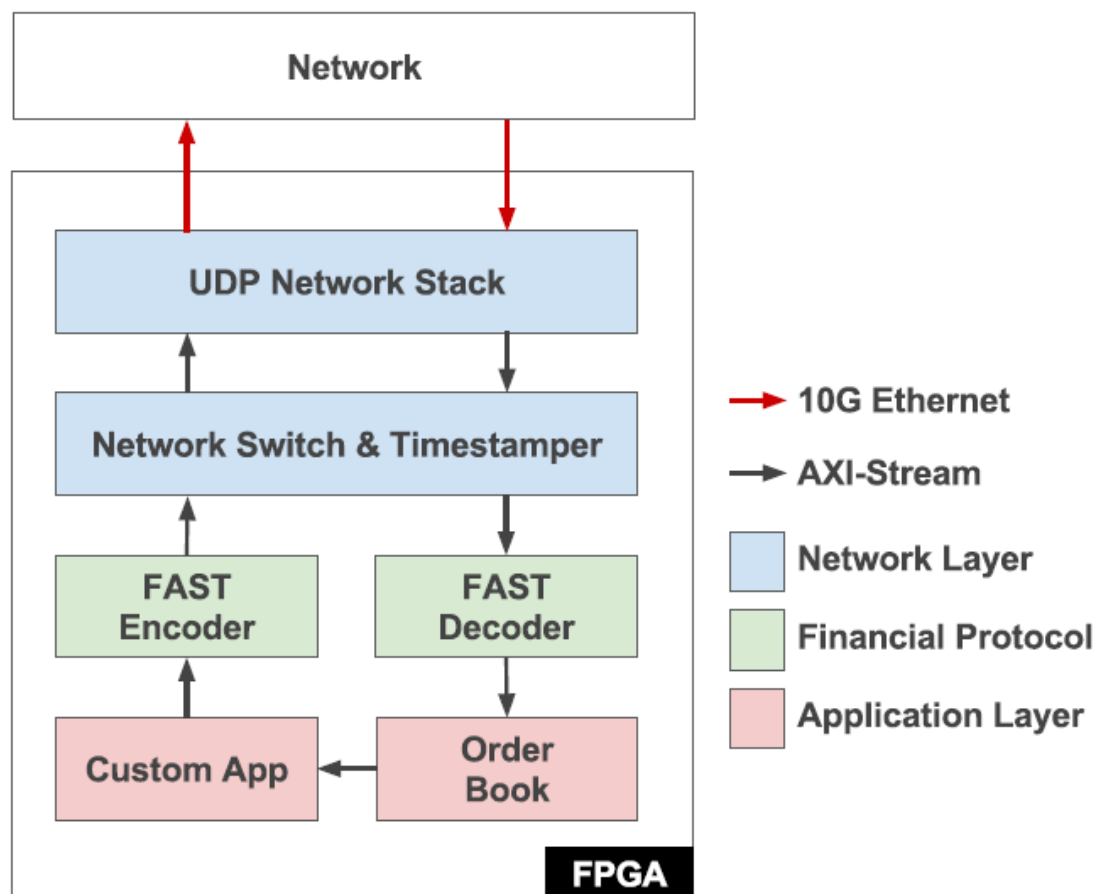 Network
UDP Network Stack
Network Switch & Timestamper
FAST
Encoder
FAST
Decoder
Custom App
Order
Book
FPGA
10G Ethernet
AXI-Stream
Network Layer
Financial Protocol
Application Layer